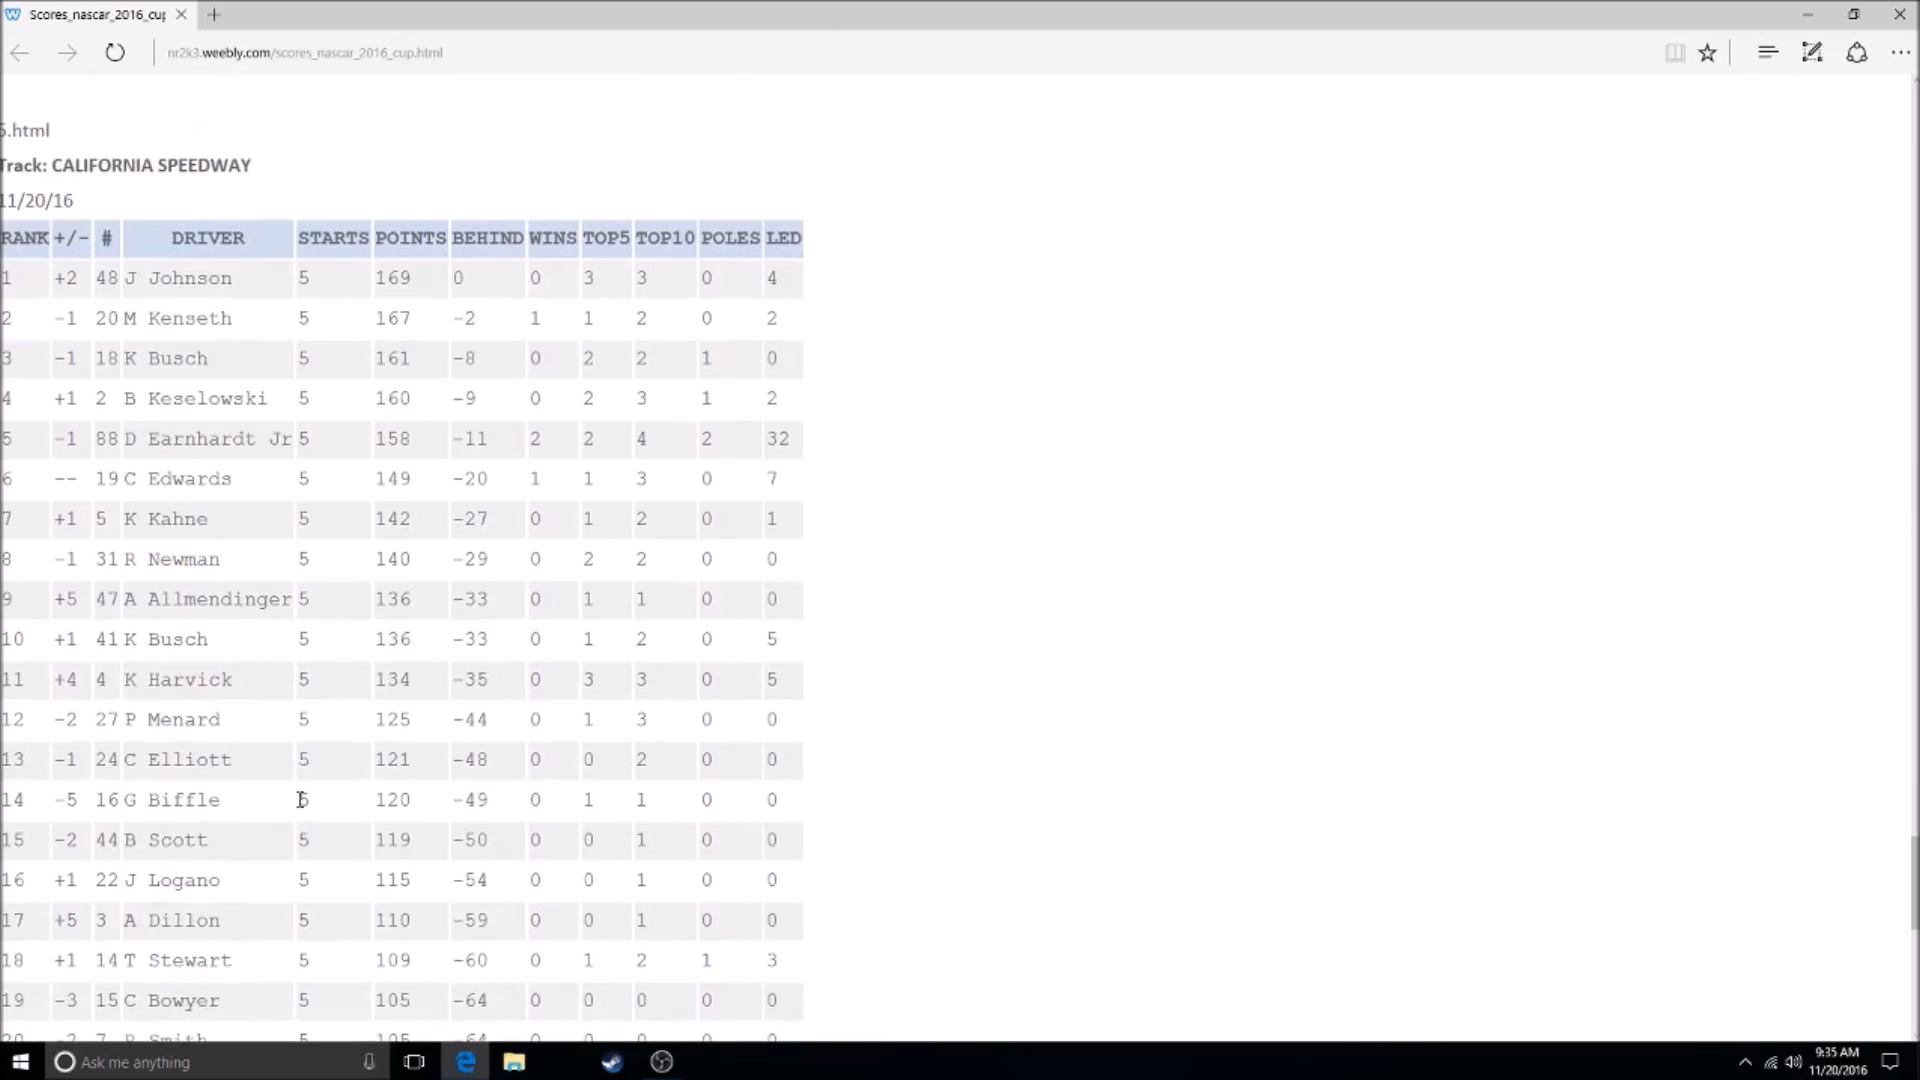 Scores_nascar_2016_cup
nr2k3.weebly.com/scores_nascar_2016_cup.html
5.html
Track: CALIFORNIA SPEEDWAY
11/20/16
RANK +/- # DRIVER STARTS POINTS BEHIND WINS TOP5 TOP10 POLES LED
1 +2 48 J Johnson 5 169 0 0 3 3 0 4
2 -1 20 M Kenseth 5 167 -2 1 1 2 0 2
3 -1 18 K Busch 5 161 -8 0 2 2 1 0
4 +1 2 B Keselowski 5 160 -9 0 2 3 1 2
5 -1 88 D Earnhardt Jr 5 158 -11 2 2 4 2 32
6 -- 19 C Edwards 5 149 -20 1 1 3 0 7
7 +1 5 K Kahne 5 142 -27 0 1 2 0 1
8 -1 31 R Newman 5 140 -29 0 2 2 0 0
9 +5 47 A Allmendinger 5 136 -33 0 1 1 0 0
10 +1 41 K Busch 5 136 -33 0 1 2 0 5
11 +4 4 K Harvick 5 134 -35 0 3 3 0 5
12 -2 27 P Menard 5 125 -44 0 1 3 0 0
13 -1 24 C Elliott 5 121 -48 0 0 2 0 0
14 -5 16 G Biffle 5 120 -49 0 1 1 0 0
15 -2 44 B Scott 5 119 -50 0 0 1 0 0
16 +1 22 J Logano 5 115 -54 0 0 1 0 0
17 +5 3 A Dillon 5 110 -59 0 0 1 0 0
18 +1 14 T Stewart 5 109 -60 0 1 2 1 3
19 -3 15 C Bowyer 5 105 -64 0 0 0 0 0
Ask me anything
9:35 AM
11/20/2016